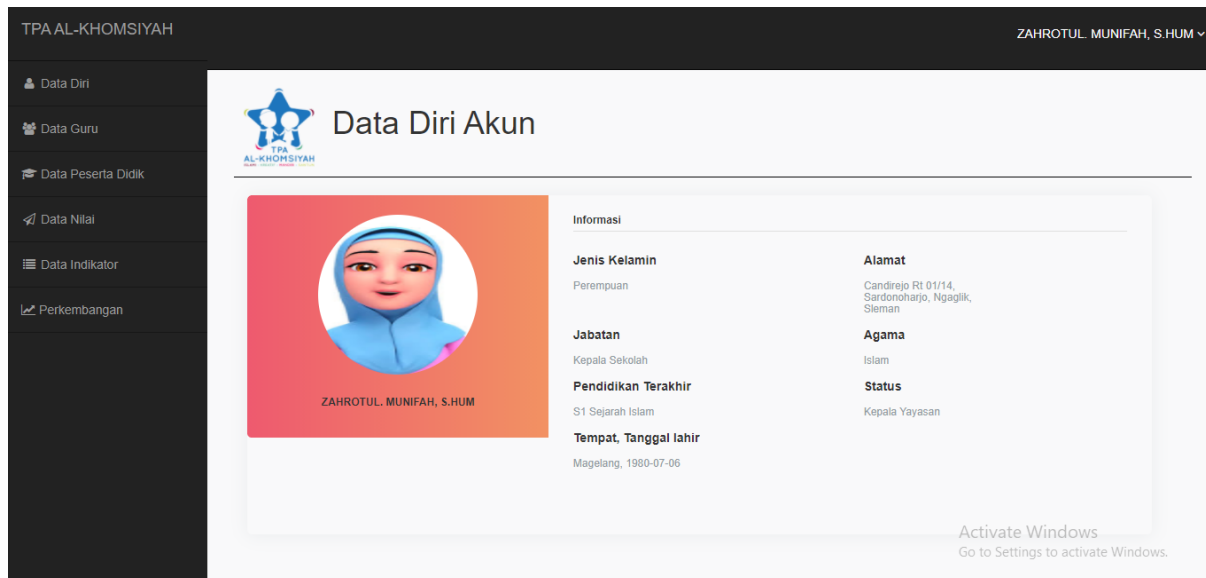 TPA AL-KHOMSIYAH
ZAHROTUL. MUNIFAH, S.HUM
Data Diri
Data Guru
Data Peserta Didik
Data Nilai
Data Indikator
Perkembangan
TPA
AL-KHOMSIYAH
Data Diri Akun
ZAHROTUL. MUNIFAH, S.HUM
Informasi
Jenis Kelamin
Perempuan
Alamat
Candirejo Rt 01/14,
Sardonoharjo, Ngaglik,
Sleman
Jabatan
Kepala Sekolah
Agama
Islam
Pendidikan Terakhir
S1 Sejarah Islam
Status
Kepala Yayasan
Tempat, Tanggal lahir
Magelang, 1980-07-06
Activate Windows
Go to Settings to activate Windows.